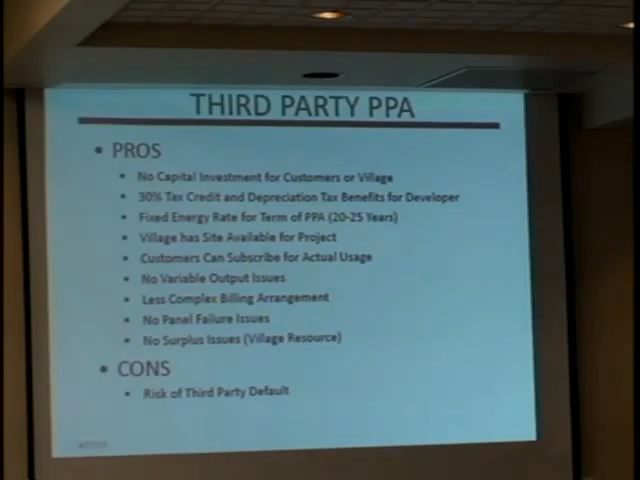 THIRD PARTY PPA
• PROS
• No Capital Investment for Customers or Village
• 30% Tax Credit and Depreciation Tax Benefits for Developer
• Fixed Energy Rate for Term of PPA (20-25 Years)
• Village has Site Available for Project
• Customers Can Subscribe for Actual Usage
• No Variable Output Issues
• Less Complex Billing Arrangement
• No Panel Failure Issues
• No Surplus Issues (Village Resource)
• CONS
• Risk of Third Party Default